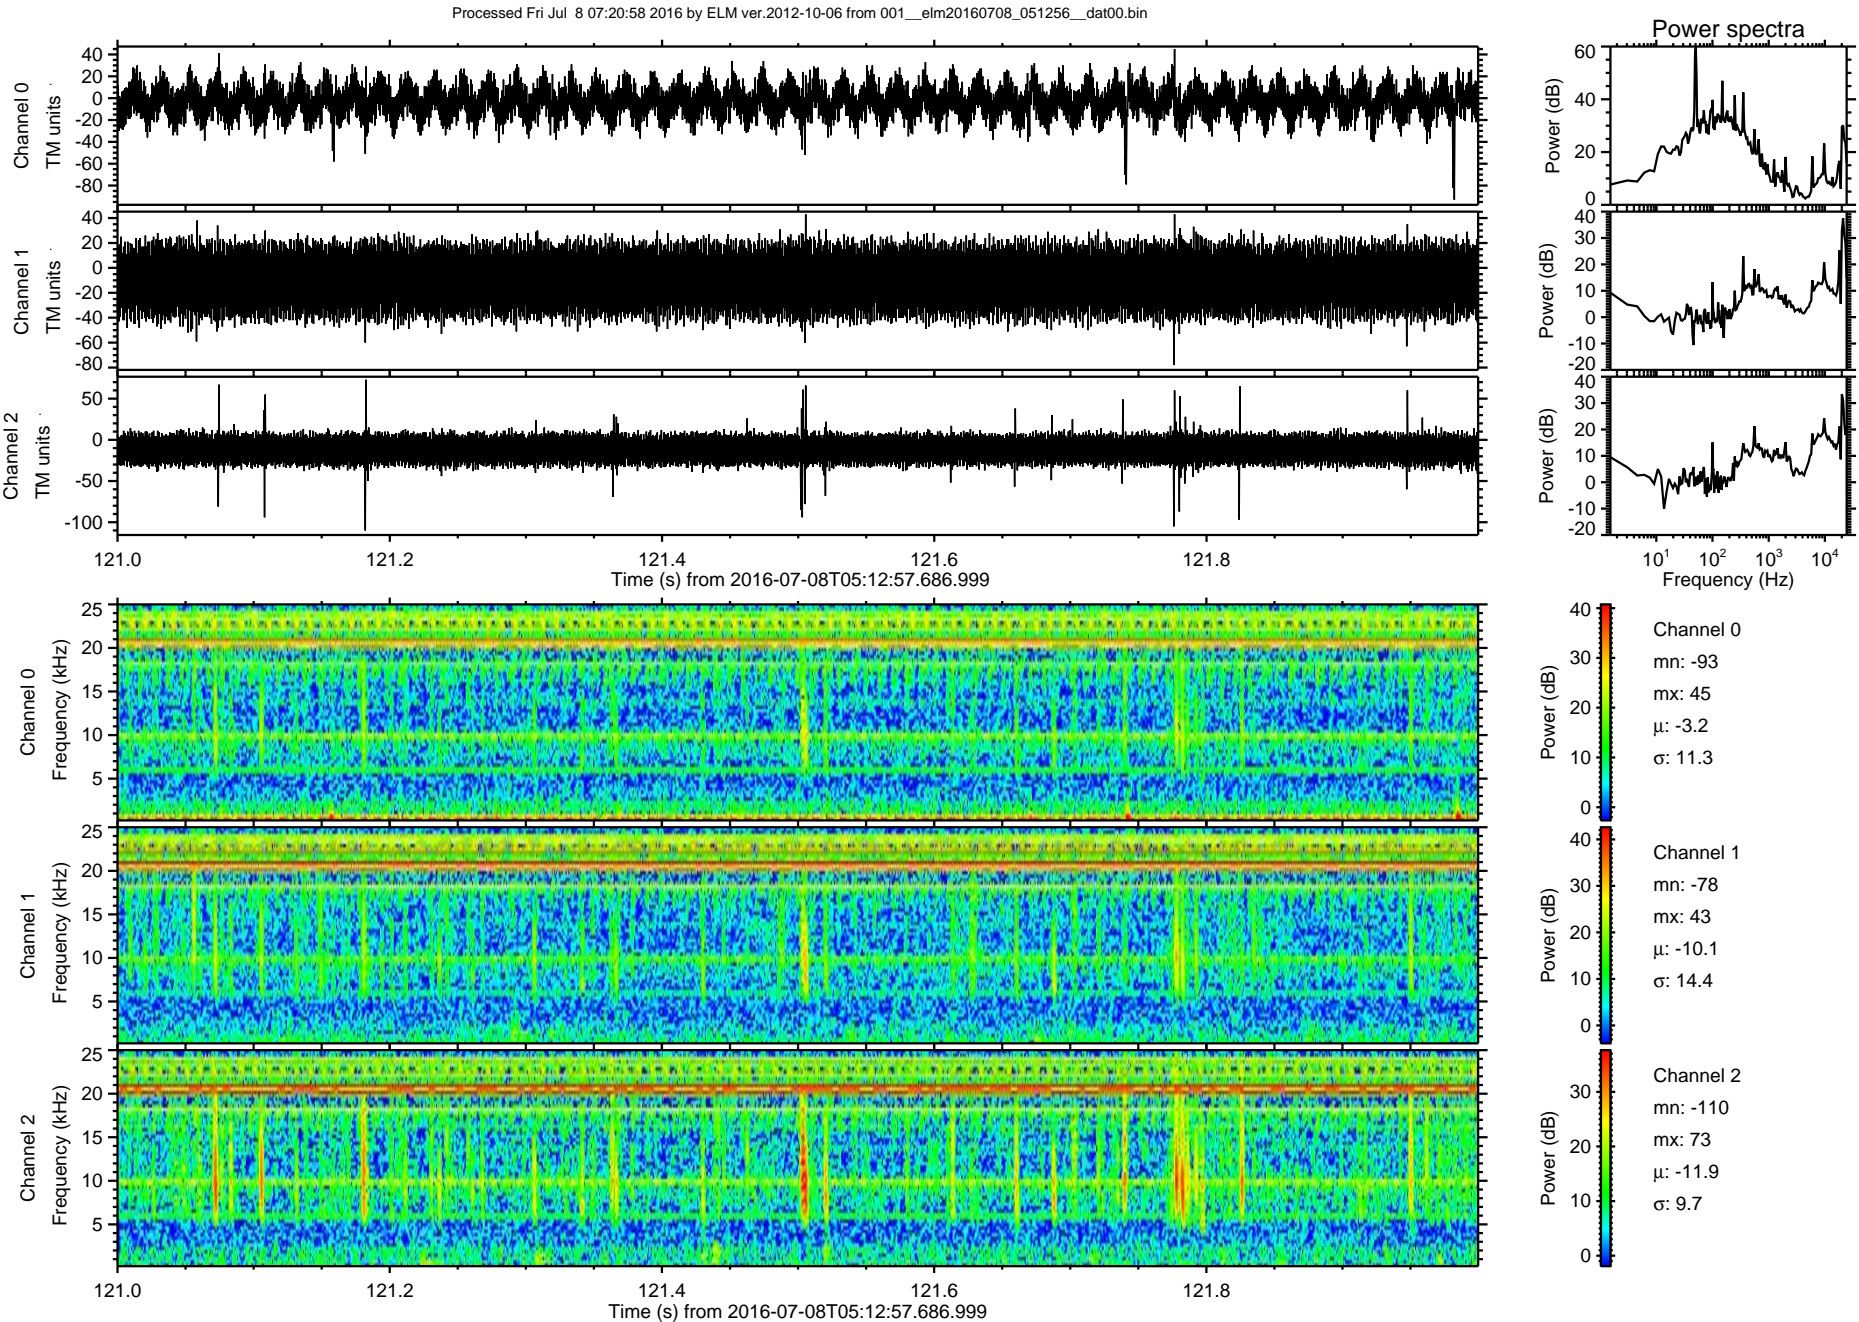 Processed Fri Jul  8 07:20:58 2016 by ELM ver.2012-10-06 from 001__elm20160708_051256__dat00.bin
Power spectra
Channel 0
TM units
40
20
0
-20
-40
-60
-80
Power (dB)
60
40
20
0
Channel 1
TM units
40
20
0
-20
-40
-60
-80
Power (dB)
40
30
20
10
0
-10
-20
Channel 2
TM units
50
0
-50
-100
Power (dB)
40
30
20
10
0
-10
-20
121.0 121.2 121.4 121.6 121.8
Time (s) from 2016-07-08T05:12:57.686.999
10¹ 10² 10³ 10⁴
Frequency (Hz)
Channel 0
Frequency (kHz)
25
20
15
10
5
Power (dB)
40
30
20
10
0
Channel 0
mn: -93
mx: 45
μ: -3.2
σ: 11.3
Channel 1
Frequency (kHz)
25
20
15
10
5
Power (dB)
40
30
20
10
0
Channel 1
mn: -78
mx: 43
μ: -10.1
σ: 14.4
Channel 2
Frequency (kHz)
25
20
15
10
5
Power (dB)
30
20
10
0
Channel 2
mn: -110
mx: 73
μ: -11.9
σ: 9.7
121.0 121.2 121.4 121.6 121.8
Time (s) from 2016-07-08T05:12:57.686.999